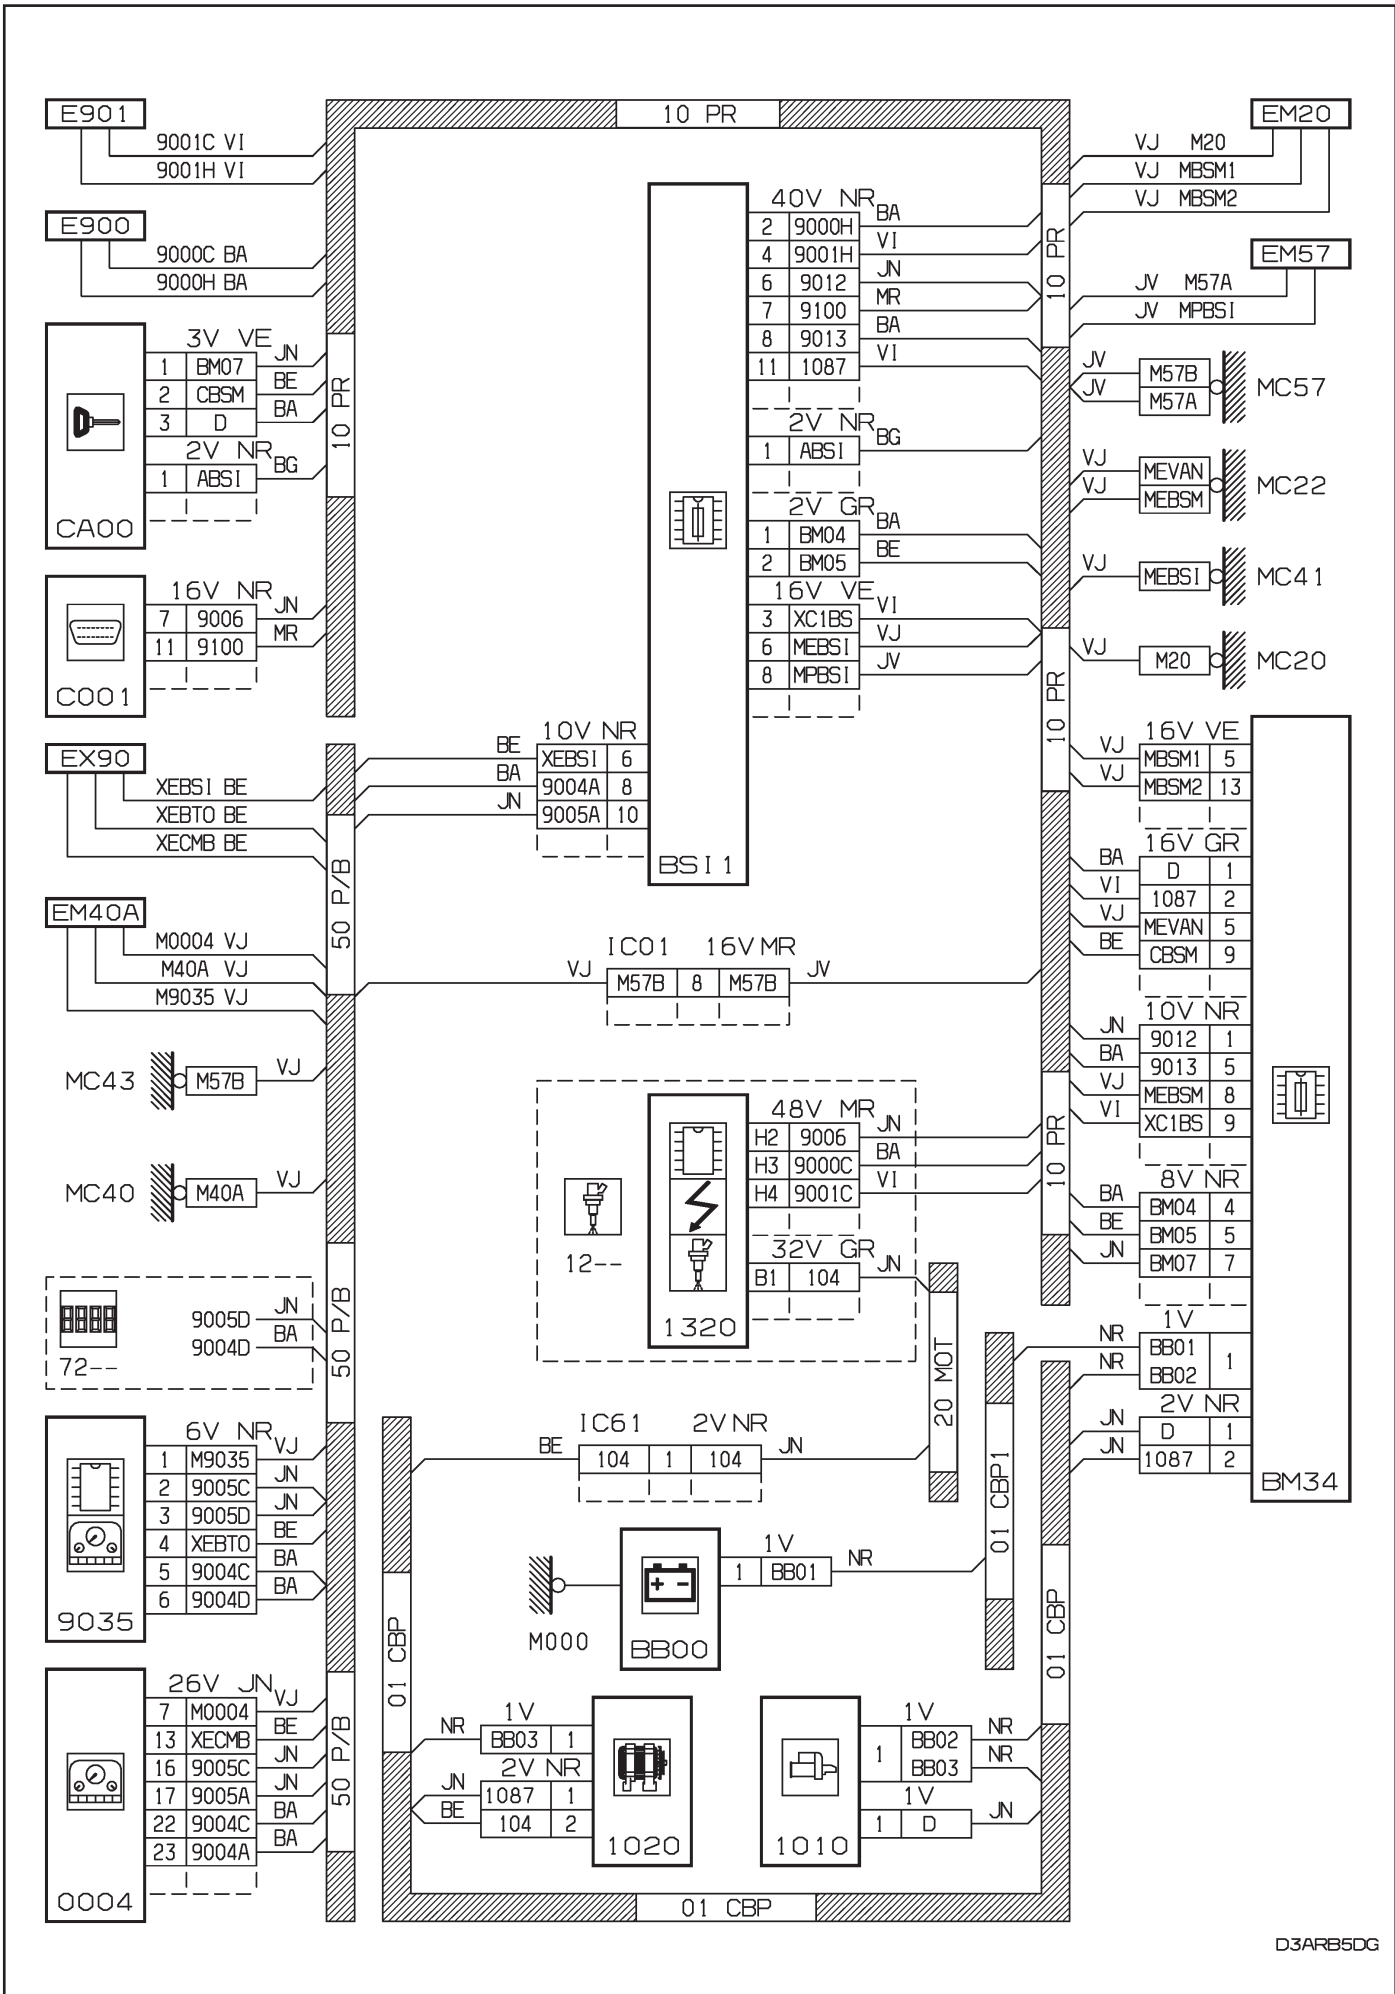 10 PR
E901
9001C VI
9001H VI
E900
9000C BA
9000H BA
3V VE
1 BM07 JN
2 CBSM BE
3 D BA
2V NR
1 ABSI BG
CA00
10 PR
16V NR
7 9006 JN
11 9100 MR
C001
EX90
XEBSI BE
XEBTO BE
XECMB BE
EM40A
M0004 VJ
M40A VJ
M9035 VJ
50 P/B
MC43 M57B VJ
MC40 M40A VJ
9005D JN
9004D BA
72--
50 P/B
6V NR
1 M9035 VJ
2 9005C JN
3 9005D JN
4 XEBTO BE
5 9004C BA
6 9004D BA
9035
26V JN
7 M0004 VJ
13 XECMB BE
16 9005C JN
17 9005A JN
22 9004C BA
23 9004A BA
0004
50 P/B
40V NR
2 9000H BA
4 9001H VI
6 9012 JN
7 9100 MR
8 9013 BA
11 1087 VI
2V NR
1 ABSI BG
2V GR
1 BM04 BA
2 BM05 BE
16V VE
3 XC1BS VI
6 MEBSI VJ
8 MPBSI JV
10V NR
BE XEBSI 6
BA 9004A 8
JN 9005A 10
BSI1
IC01 16V MR
VJ M57B 8 M57B JV
48V MR
H2 9006 JN
H3 9000C BA
H4 9001C VI
32V GR
B1 104 JN
12--
1320
20 MOT
IC61 2V NR
BE 104 1 104 JN
1V
1 BB01 NR
M000
BB00
01 CBP1
01 CBP
1V
NR BB03 1
2V NR
JN 1087 1
BE 104 2
1020
1V
1 BB02 NR
BB03 NR
1V
1 D JN
1010
01 CBP
01 CBP
EM20
VJ M20
VJ MBSM1
VJ MBSM2
10 PR
EM57
JV M57A
JV MPBSI
JV M57B
JV M57A
MC57
VJ MEVAN
VJ MEBSM
MC22
VJ MEBSI MC41
VJ M20 MC20
10 PR
16V VE
VJ MBSM1 5
VJ MBSM2 13
16V GR
BA D 1
VI 1087 2
VJ MEVAN 5
BE CBSM 9
10V NR
JN 9012 1
BA 9013 5
VJ MEBSM 8
VI XC1BS 9
10 PR
8V NR
BA BM04 4
BE BM05 5
JN BM07 7
1V
NR BB01 1
NR BB02
2V NR
JN D 1
JN 1087 2
BM34
D3ARB5DG